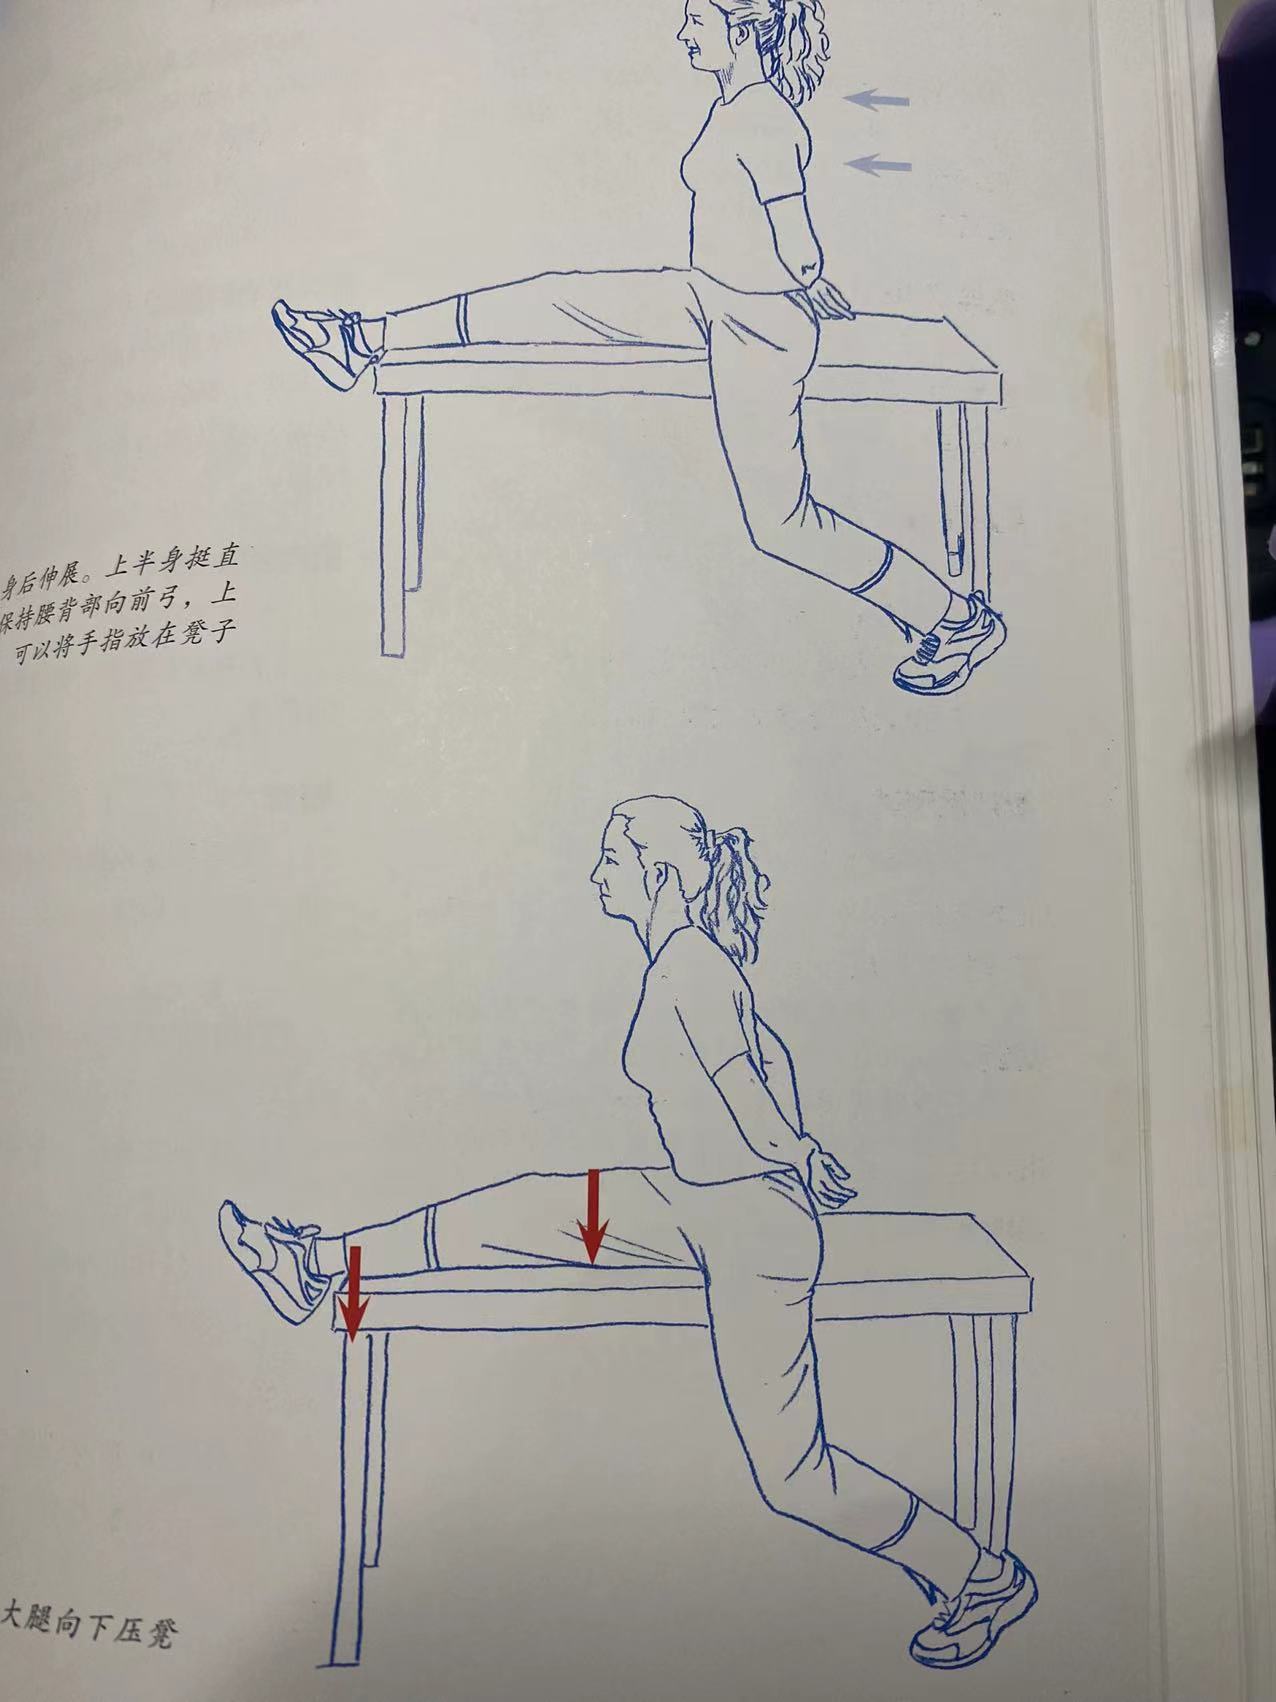 身后伸展。上半身挺直
保持腰背部向前弓，上
可以将手指放在凳子
大腿向下压凳